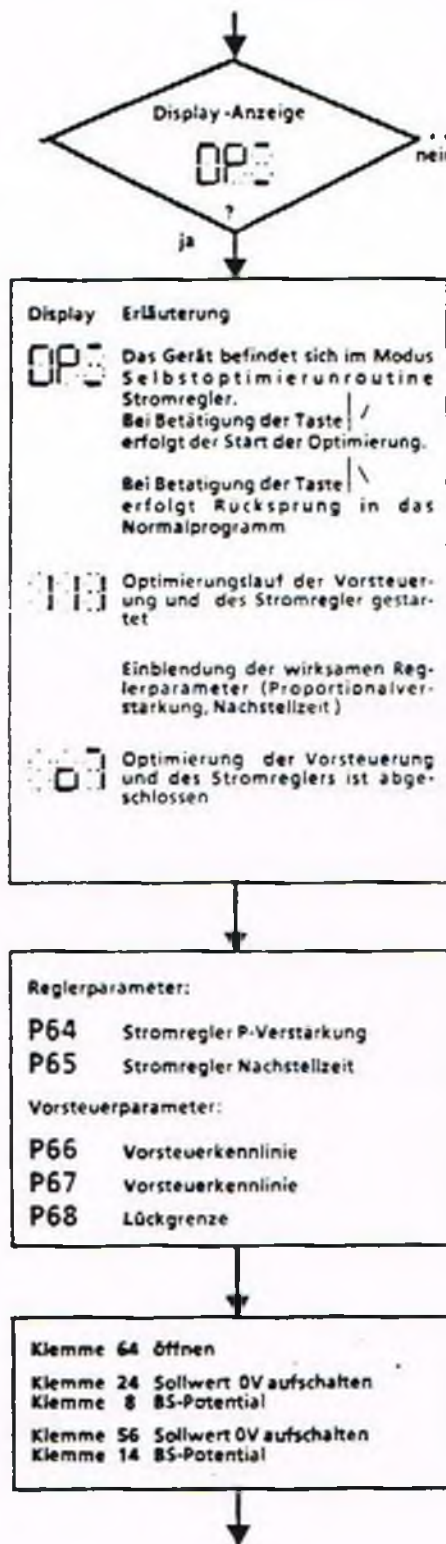 Display-Anzeige
?
nein
ja
Display Erläuterung
Das Gerät befindet sich im Modus
Selbstoptimierunroutine
Stromregler.
Bei Betätigung der Taste
erfolgt der Start der Optimierung.
Bei Betatigung der Taste
erfolgt Rucksprung in das
Normalprogramm
Optimierungslauf der Vorsteuer-
ung und des Stromregler gestar-
tet
Einblendung der wirksamen Reg-
lerparameter (Proportionalver-
stärkung, Nachstellzeit)
Optimierung der Vorsteuerung
und des Stromreglers ist abge-
schlossen
Reglerparameter:
P64 Stromregler P-Verstärkung
P65 Stromregler Nachstellzeit
Vorsteuerparameter:
P66 Vorsteuerkennlinie
P67 Vorsteuerkennlinie
P68 Lückgrenze
Klemme 64 öffnen
Klemme 24 Sollwert 0V aufschalten
Klemme 8 BS-Potential
Klemme 56 Sollwert 0V aufschalten
Klemme 14 BS-Potential